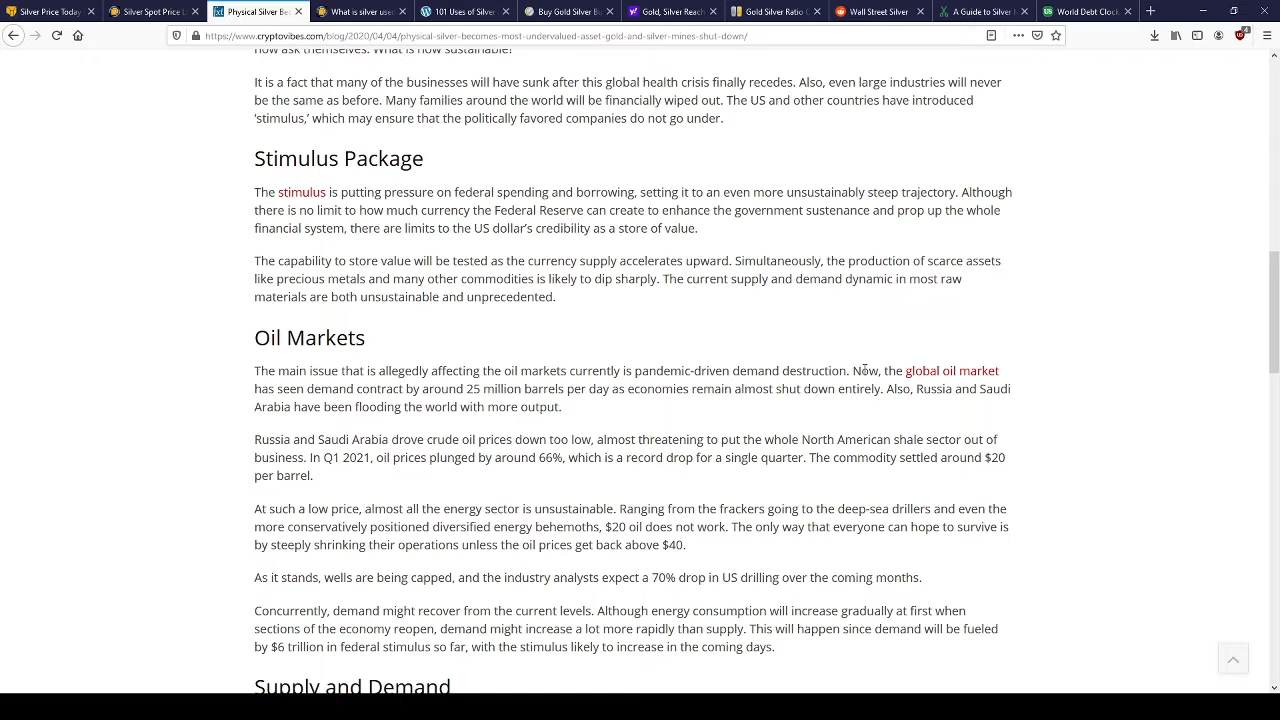 Silver Price Today
Silver Spot Price
Physical Silver Be
What is silver use
101 Uses of Silver
Buy Gold Silver Bu
Gold, Silver Reach
Gold Silver Ratio
Wall Street Silver
A Guide to Silver
World Debt Clock
https://www.cryptovibes.com/blog/2020/04/04/physical-silver-becomes-most-undervalued-asset-gold-and-silver-mines-shut-down/
now ask themselves: What is now sustainable?
It is a fact that many of the businesses will have sunk after this global health crisis finally recedes. Also, even large industries will never
be the same as before. Many families around the world will be financially wiped out. The US and other countries have introduced
‘stimulus,’ which may ensure that the politically favored companies do not go under.
Stimulus Package
The stimulus is putting pressure on federal spending and borrowing, setting it to an even more unsustainably steep trajectory. Although
there is no limit to how much currency the Federal Reserve can create to enhance the government sustenance and prop up the whole
financial system, there are limits to the US dollar’s credibility as a store of value.
The capability to store value will be tested as the currency supply accelerates upward. Simultaneously, the production of scarce assets
like precious metals and many other commodities is likely to dip sharply. The current supply and demand dynamic in most raw
materials are both unsustainable and unprecedented.
Oil Markets
The main issue that is allegedly affecting the oil markets currently is pandemic-driven demand destruction. Now, the global oil market
has seen demand contract by around 25 million barrels per day as economies remain almost shut down entirely. Also, Russia and Saudi
Arabia have been flooding the world with more output.
Russia and Saudi Arabia drove crude oil prices down too low, almost threatening to put the whole North American shale sector out of
business. In Q1 2021, oil prices plunged by around 66%, which is a record drop for a single quarter. The commodity settled around $20
per barrel.
At such a low price, almost all the energy sector is unsustainable. Ranging from the frackers going to the deep-sea drillers and even the
more conservatively positioned diversified energy behemoths, $20 oil does not work. The only way that everyone can hope to survive is
by steeply shrinking their operations unless the oil prices get back above $40.
As it stands, wells are being capped, and the industry analysts expect a 70% drop in US drilling over the coming months.
Concurrently, demand might recover from the current levels. Although energy consumption will increase gradually at first when
sections of the economy reopen, demand might increase a lot more rapidly than supply. This will happen since demand will be fueled
by $6 trillion in federal stimulus so far, with the stimulus likely to increase in the coming days.
Supply and Demand